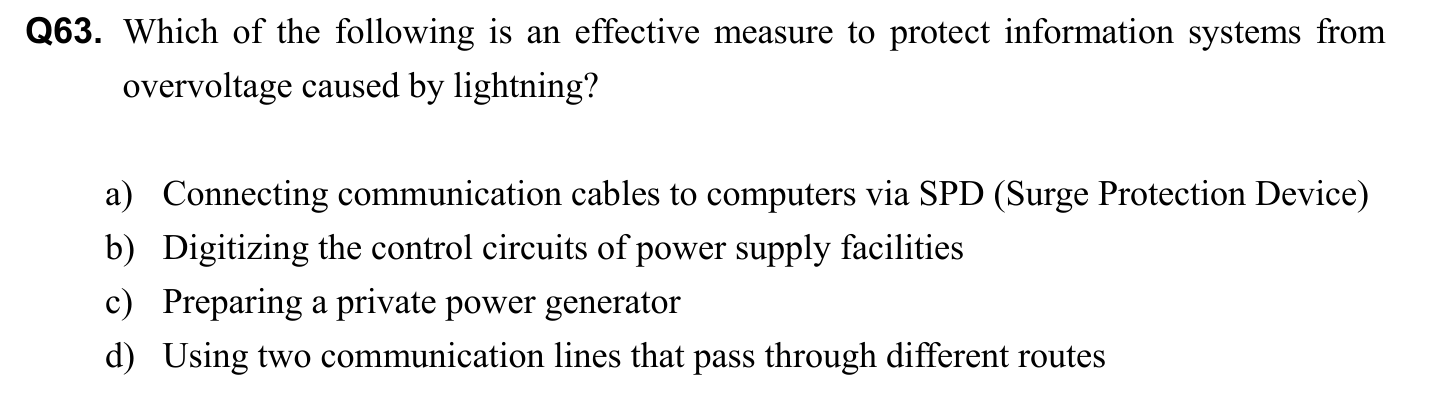 Q63. Which of the following is an effective measure to protect information systems from
overvoltage caused by lightning?
a) Connecting communication cables to computers via SPD (Surge Protection Device)
b) Digitizing the control circuits of power supply facilities
c) Preparing a private power generator
d) Using two communication lines that pass through different routes